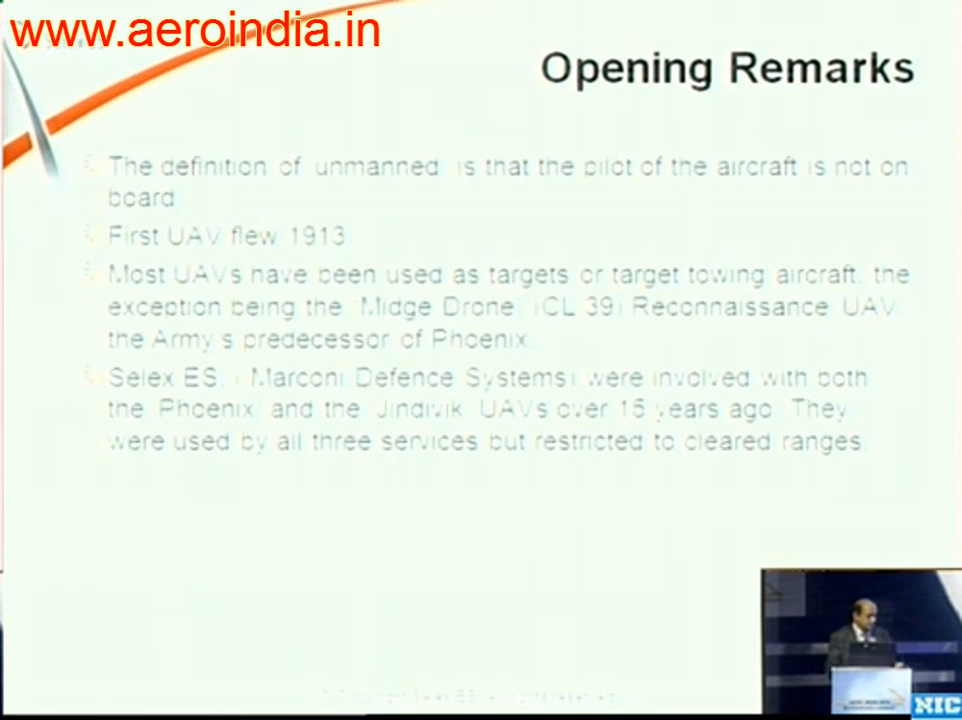 www.aeroindia.in
Opening Remarks
The definition of 'unmanned' is that the pilot of the aircraft is not on
board
First UAV flew 1913
Most UAVs have been used as targets or target towing aircraft, the
exception being the 'Midge Drone' (CL 39) Reconnaissance UAV,
the Army's predecessor of Phoenix.
Selex ES, ( Marconi Defence Systems) were involved with both
the 'Phoenix' and the 'Jindivik' UAVs over 15 years ago. They
were used by all three services but restricted to cleared ranges.
NIC